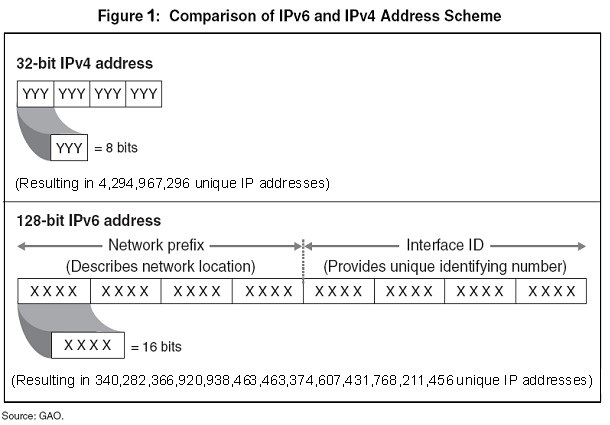 Figure 1: Comparison of IPv6 and IPv4 Address Scheme
32-bit IPv4 address
YYY YYY YYY YYY
YYY = 8 bits
(Resulting in 4,294,967,296 unique IP addresses)
128-bit IPv6 address
Network prefix Interface ID
(Describes network location) (Provides unique identifying number)
XXXX XXXX XXXX XXXX XXXX XXXX XXXX XXXX
XXXX = 16 bits
(Resulting in 340,282,366,920,938,463,463,374,607,431,768,211,456 unique IP addresses)
Source: GAO.